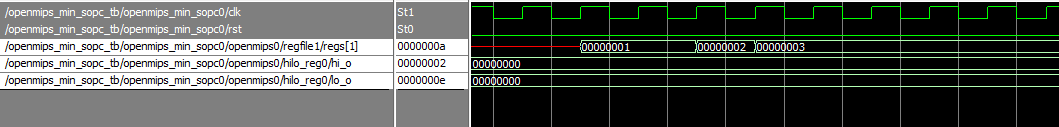 /openmips_min_sopc_tb/openmips_min_sopc0/clk St1
/openmips_min_sopc_tb/openmips_min_sopc0/rst St0
/openmips_min_sopc_tb/openmips_min_sopc0/openmips0/regfile1/regs[1] 0000000a 00000001 00000002 00000003
/openmips_min_sopc_tb/openmips_min_sopc0/openmips0/hilo_reg0/hi_o 00000002 00000000
/openmips_min_sopc_tb/openmips_min_sopc0/openmips0/hilo_reg0/lo_o 0000000e 00000000